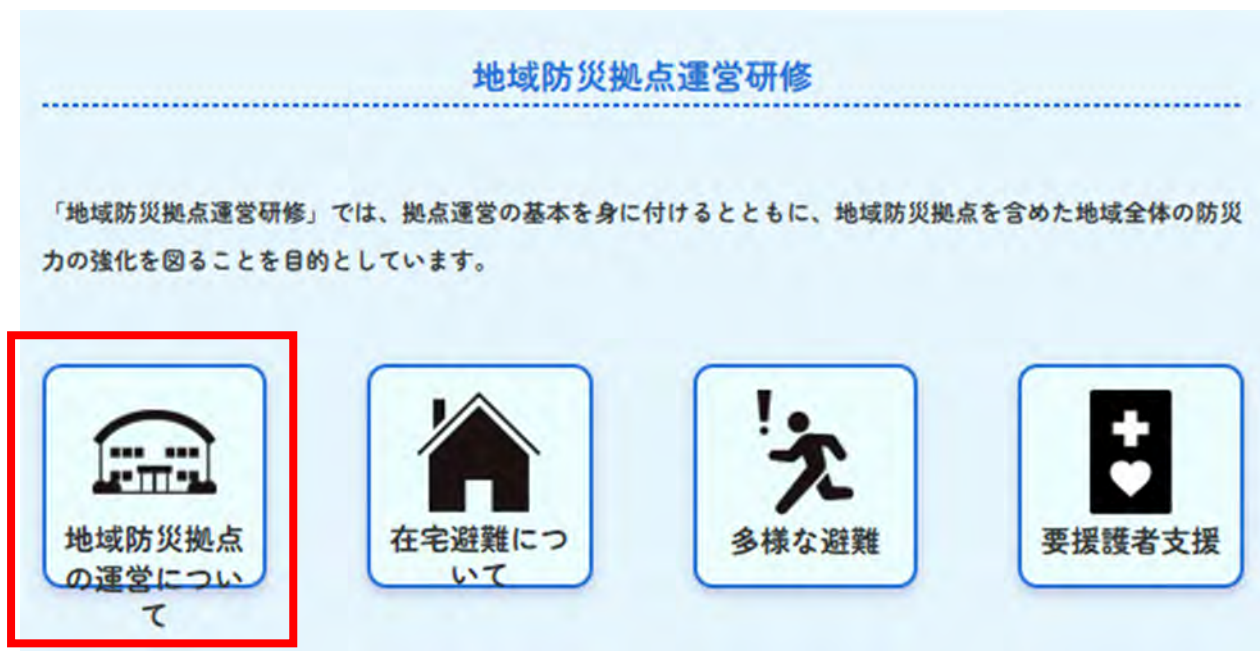 地域防災拠点運営研修
「地域防災拠点運営研修」では、拠点運営の基本を身に付けるとともに、地域防災拠点を含めた地域全体の防災
力の強化を図ることを目的としています。
地域防災拠点
の運営につい
て
在宅避難につ
いて
多様な避難
要援護者支援